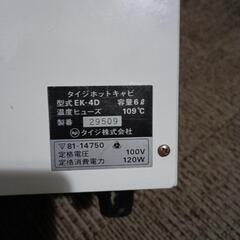 タイジホットキャビ
型式 EK-4D 容量6ℓ
温度ヒューズ 109℃
製番 29509
タイジ株式会社
▽81-14750
定格電圧 100V
定格消費電力 120W